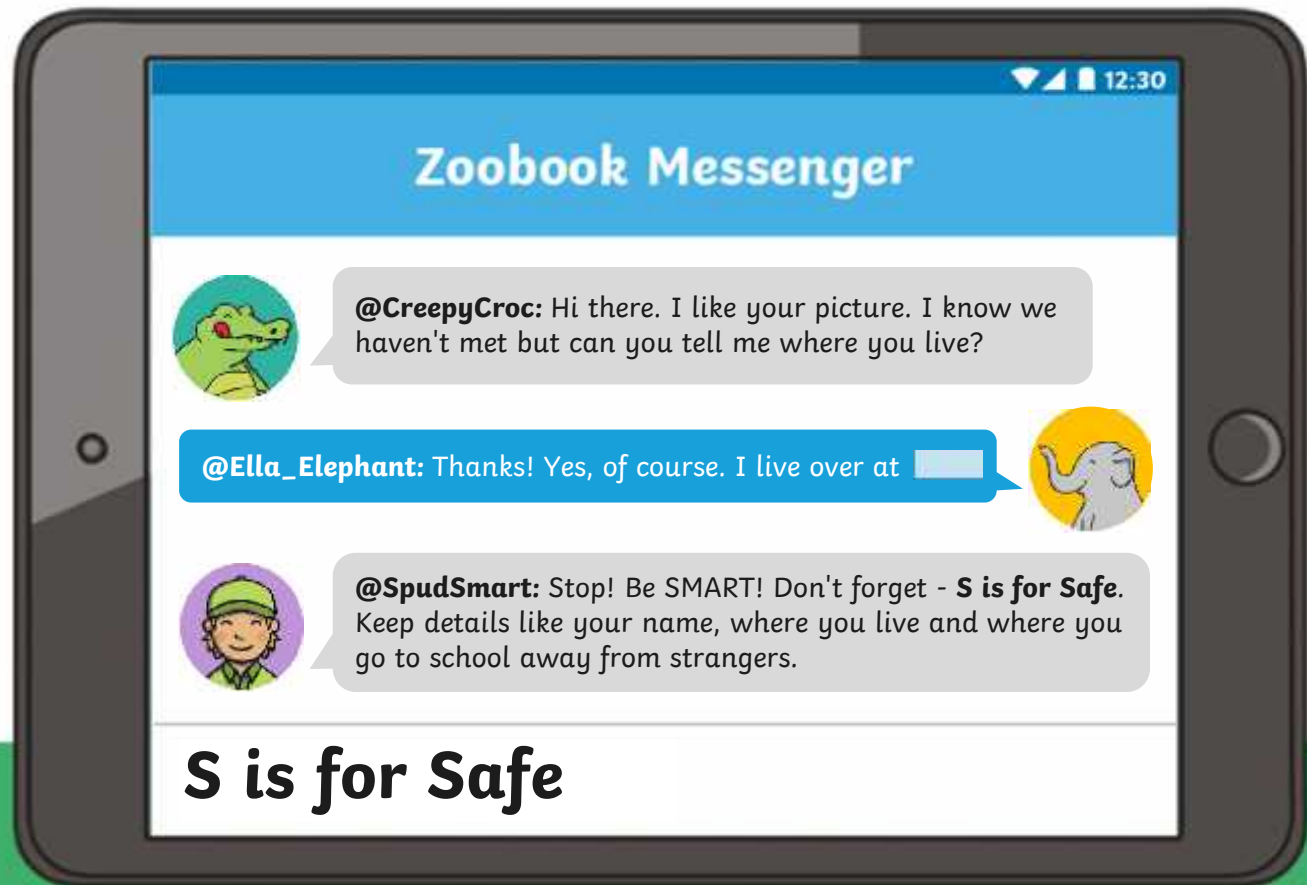 12:30
Zoobook Messenger
@CreepyCroc: Hi there. I like your picture. I know we
haven't met but can you tell me where you live?
@Ella_Elephant: Thanks! Yes, of course. I live over at
@SpudSmart: Stop! Be SMART! Don't forget - S is for Safe.
Keep details like your name, where you live and where you
go to school away from strangers.
S is for Safe